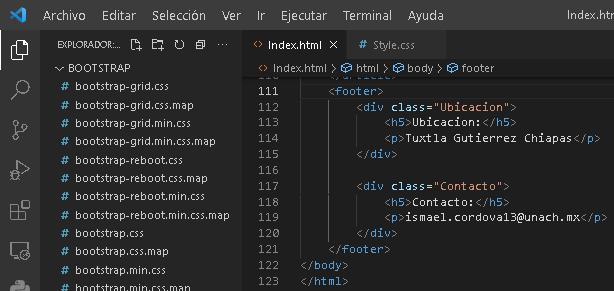 Archivo Editar Selección Ver Ir Ejecutar Terminal Ayuda Index.htm
EXPLORADOR:...
BOOTSTRAP
# bootstrap-grid.css
# bootstrap-grid.css.map
# bootstrap-grid.min.css
# bootstrap-grid.min.css.map
# bootstrap-reboot.css
# bootstrap-reboot.css.map
# bootstrap-reboot.min.css
# bootstrap-reboot.min.css.map
# bootstrap.css
# bootstrap.css.map
# bootstrap.min.css
# bootstrap.min.css.map
Index.html # Style.css
Index.html > html > body > footer
110 </article>
111 <footer>
112 <div class="Ubicacion">
113 <h5>Ubicacion:</h5>
114 <p>Tuxtla Gutierrez Chiapas</p>
115 </div>
116
117 <div class="Contacto">
118 <h5>Contacto:</h5>
119 <p>ismael.cordova13@unach.mx</p>
120 </div>
121 </footer>
122 </body>
123 </html>